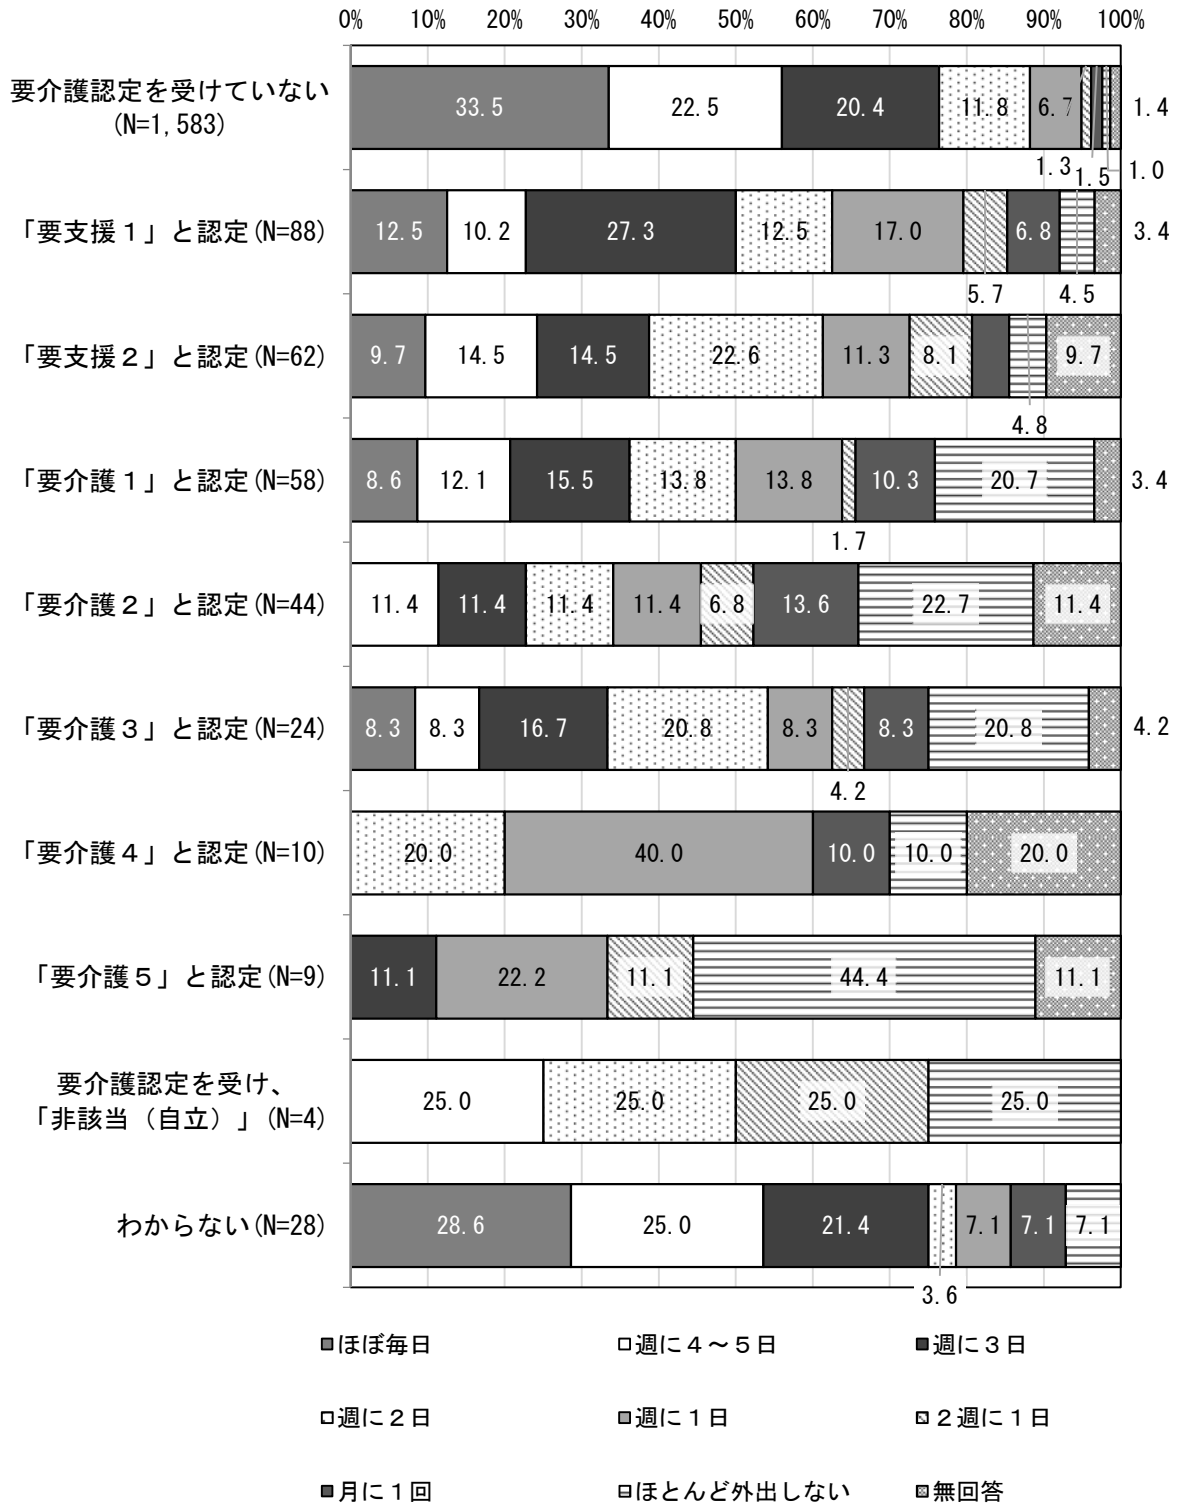 0% 10% 20% 30% 40% 50% 60% 70% 80% 90% 100%
要介護認定を受けていない
(N=1,583)
33.5 22.5 20.4 11.8 6.7 1.4
1.3 1.5 1.0
「要支援１」と認定(N=88) 12.5 10.2 27.3 12.5 17.0 6.8 3.4
5.7 4.5
「要支援２」と認定(N=62) 9.7 14.5 14.5 22.6 11.3 8.1 9.7
4.8
「要介護１」と認定(N=58) 8.6 12.1 15.5 13.8 13.8 10.3 20.7 3.4
1.7
「要介護２」と認定(N=44) 11.4 11.4 11.4 11.4 6.8 13.6 22.7 11.4
「要介護３」と認定(N=24) 8.3 8.3 16.7 20.8 8.3 8.3 20.8 4.2
4.2
「要介護４」と認定(N=10) 20.0 40.0 10.0 10.0 20.0
「要介護５」と認定(N=9) 11.1 22.2 11.1 44.4 11.1
要介護認定を受け、
「非該当（自立）」(N=4)
25.0 25.0 25.0 25.0
わからない(N=28) 28.6 25.0 21.4 7.1 7.1 7.1
3.6
ほぼ毎日 週に４～５日 週に３日
週に２日 週に１日 ２週に１日
月に１回 ほとんど外出しない 無回答